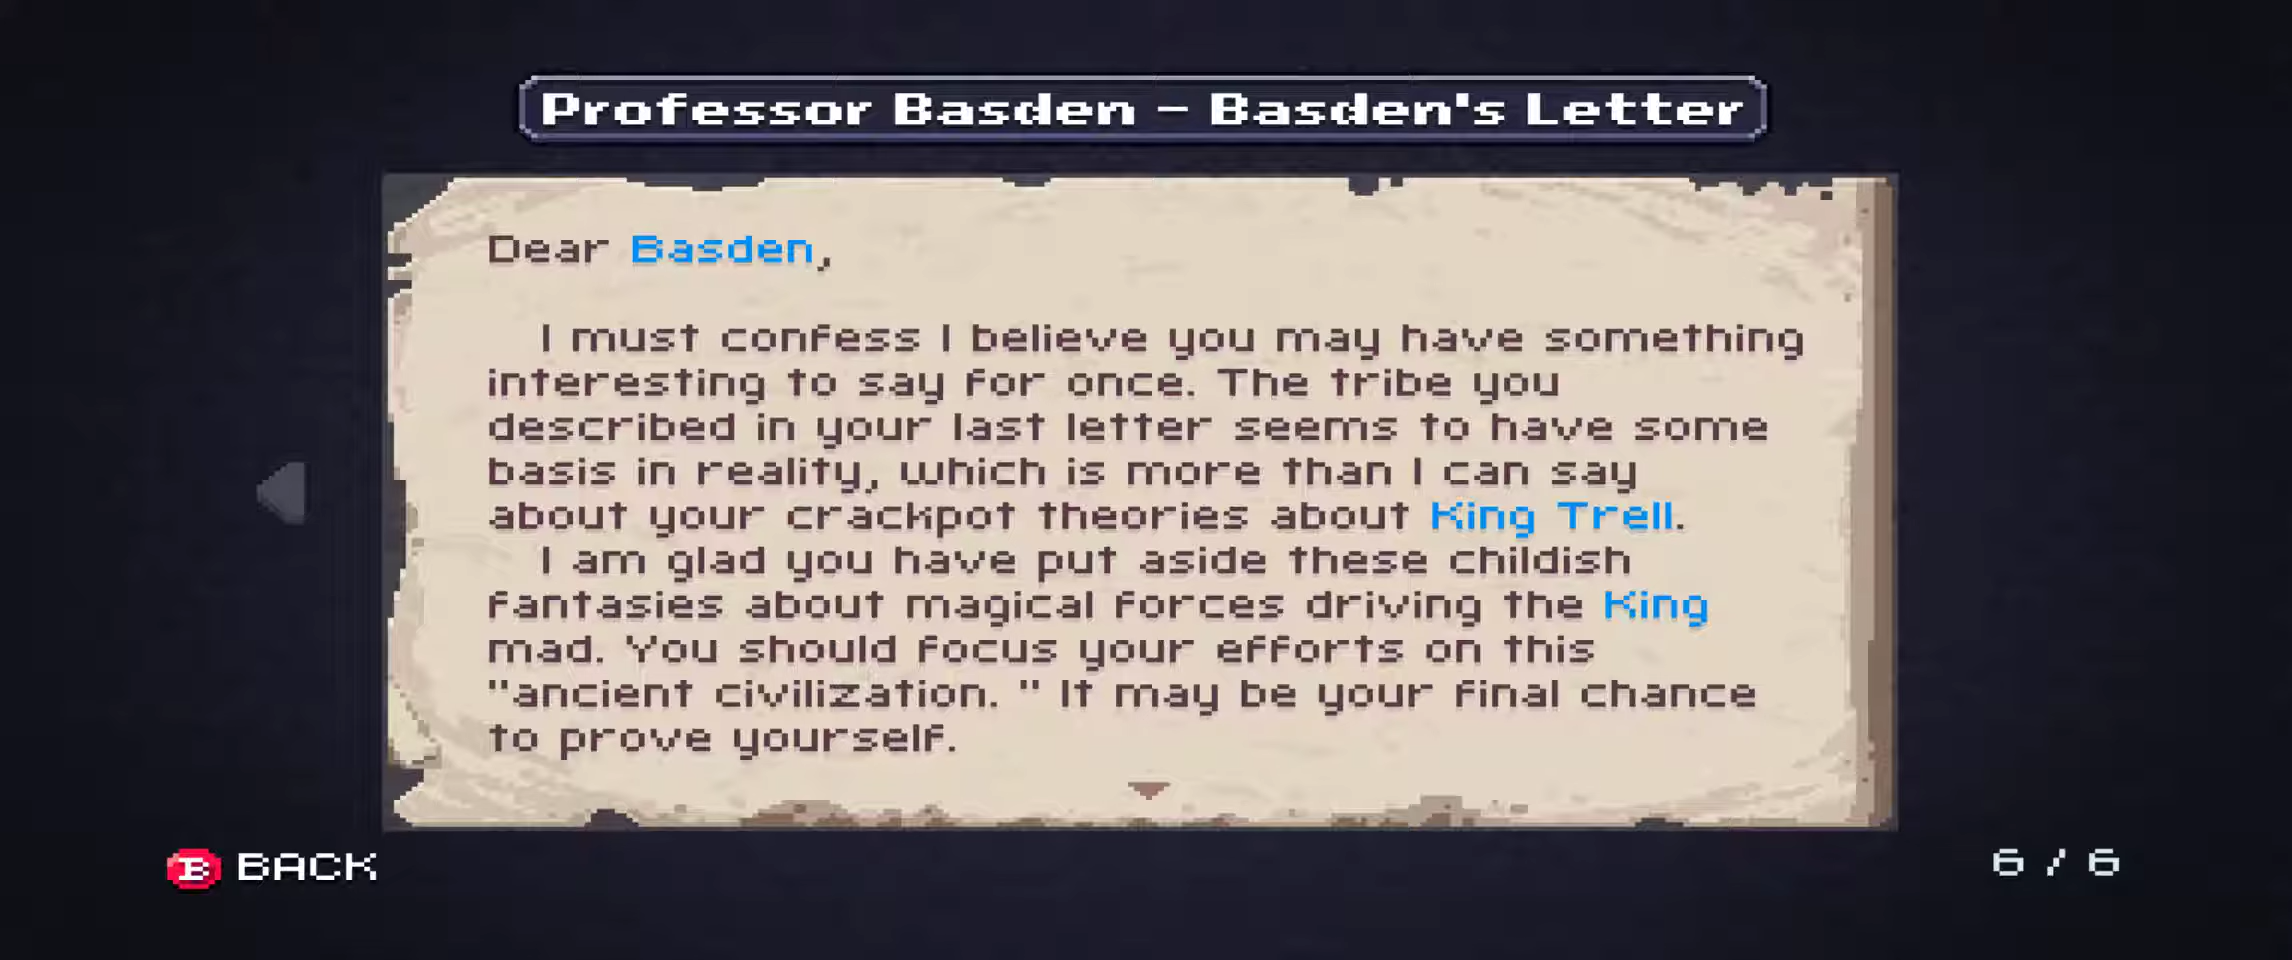 Professor Basden - Basden's Letter
Dear Basden,
I must confess I believe you may have something
interesting to say for once. The tribe you
described in your last letter seems to have some
basis in reality, which is more than I can say
about your crackpot theories about King Trell.
I am glad you have put aside these childish
fantasies about magical forces driving the King
mad. You should focus your efforts on this
"ancient civilization. " It may be your final chance
to prove yourself.
B BACK
6 / 6